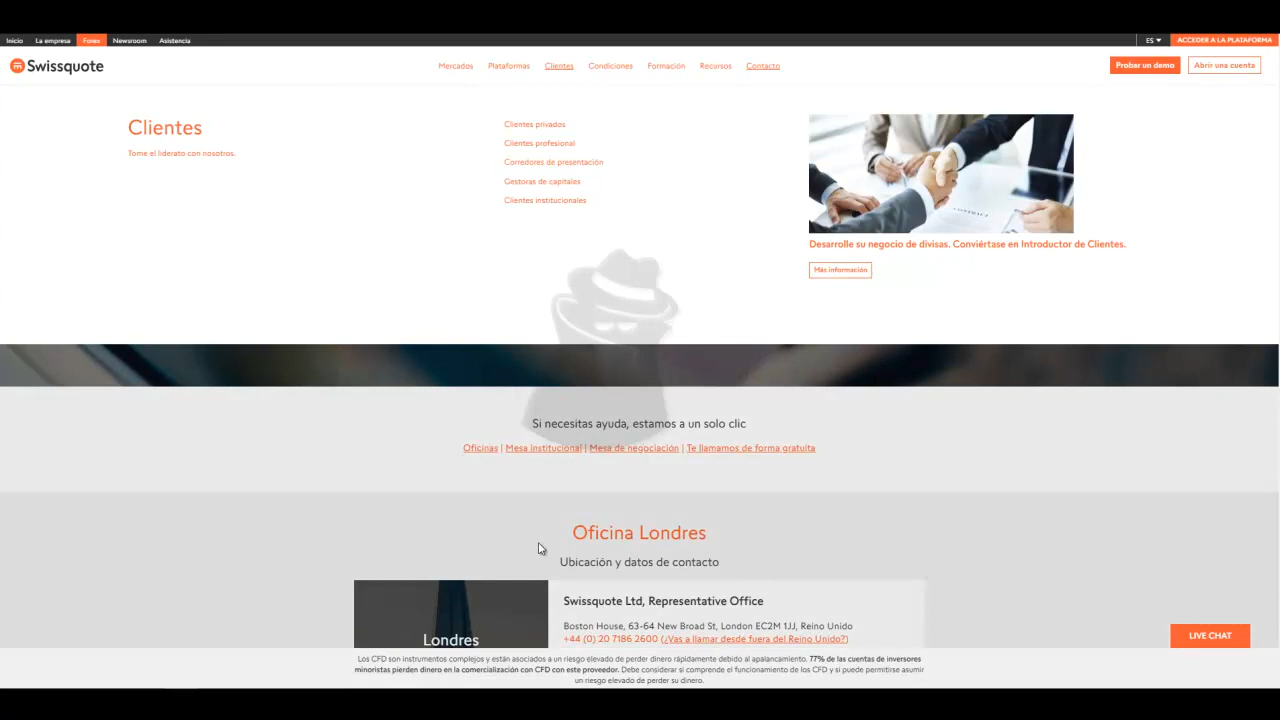 Inicio La empresa Forex Newsroom Asistencia ES ACCEDER A LA PLATAFORMA
Swissquote Mercados Plataformas Clientes Condiciones Formación Recursos Contacto Probar un demo Abrir una cuenta
Clientes
Tome el liderato con nosotros.
Clientes privados
Clientes profesional
Corredores de presentación
Gestoras de capitales
Clientes institucionales
CONTRACT
Desarrolle su negocio de divisas. Conviértase en Introductor de Clientes.
Más información
Si necesitas ayuda, estamos a un solo clic
Oficinas | Mesa institucional | Mesa de negociación | Te llamamos de forma gratuita
Oficina Londres
Ubicación y datos de contacto
Londres
Swissquote Ltd, Representative Office
Boston House, 63-64 New Broad St, London EC2M 1JJ, Reino Unido
+44 (0) 20 7186 2600 (¿Vas a llamar desde fuera del Reino Unido?)
LIVE CHAT
Los CFD son instrumentos complejos y están asociados a un riesgo elevado de perder dinero rápidamente debido al apalancamiento. 77% de las cuentas de inversores
minoristas pierden dinero en la comercialización con CFD con este proveedor. Debe considerar si comprende el funcionamiento de los CFD y si puede permitirse asumir
un riesgo elevado de perder su dinero.